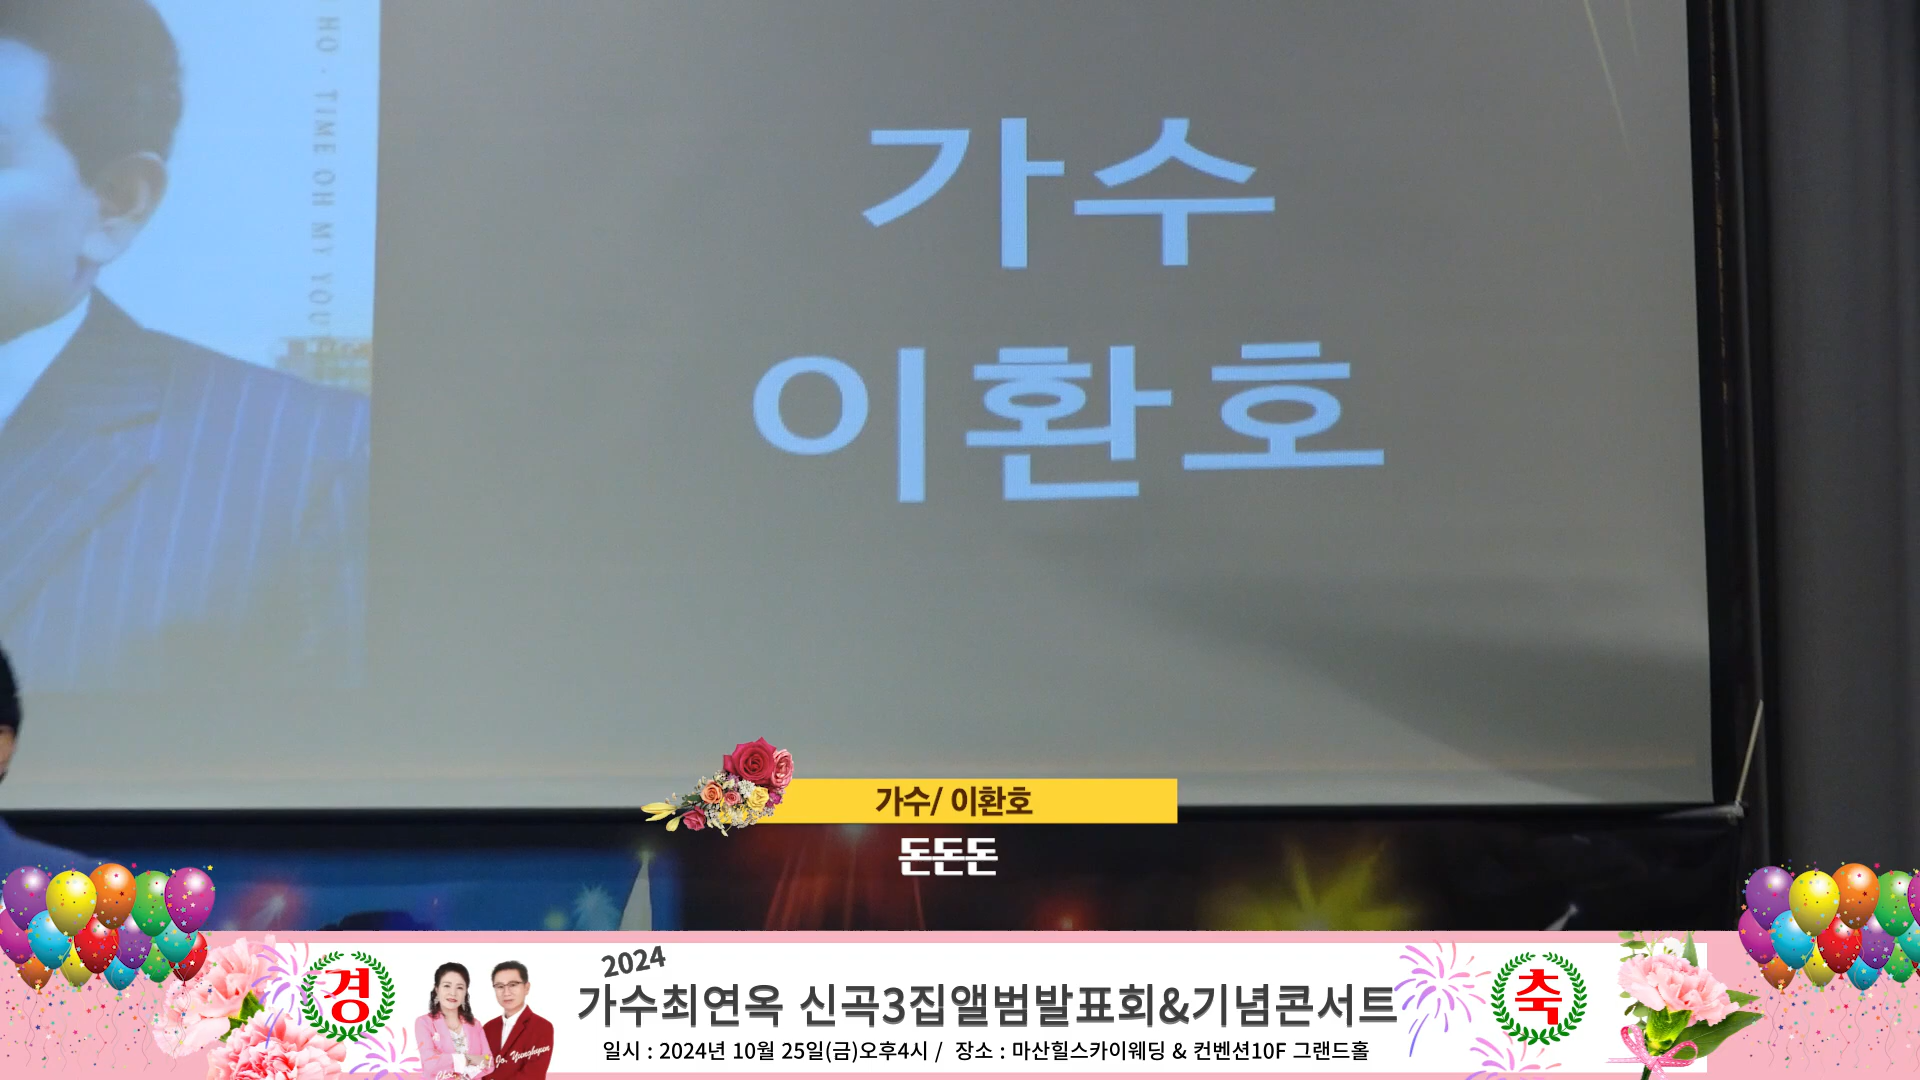 HO · TIME OH MY YOU
가수
이환호
가수/ 이환호
돈돈돈
경
2024
가수최연옥 신곡3집앨범발표회&기념콘서트
일시 : 2024년 10월 25일(금)오후4시 / 장소 : 마산힐스카이웨딩 & 컨벤션10F 그랜드홀
축
Jo, Younghyun